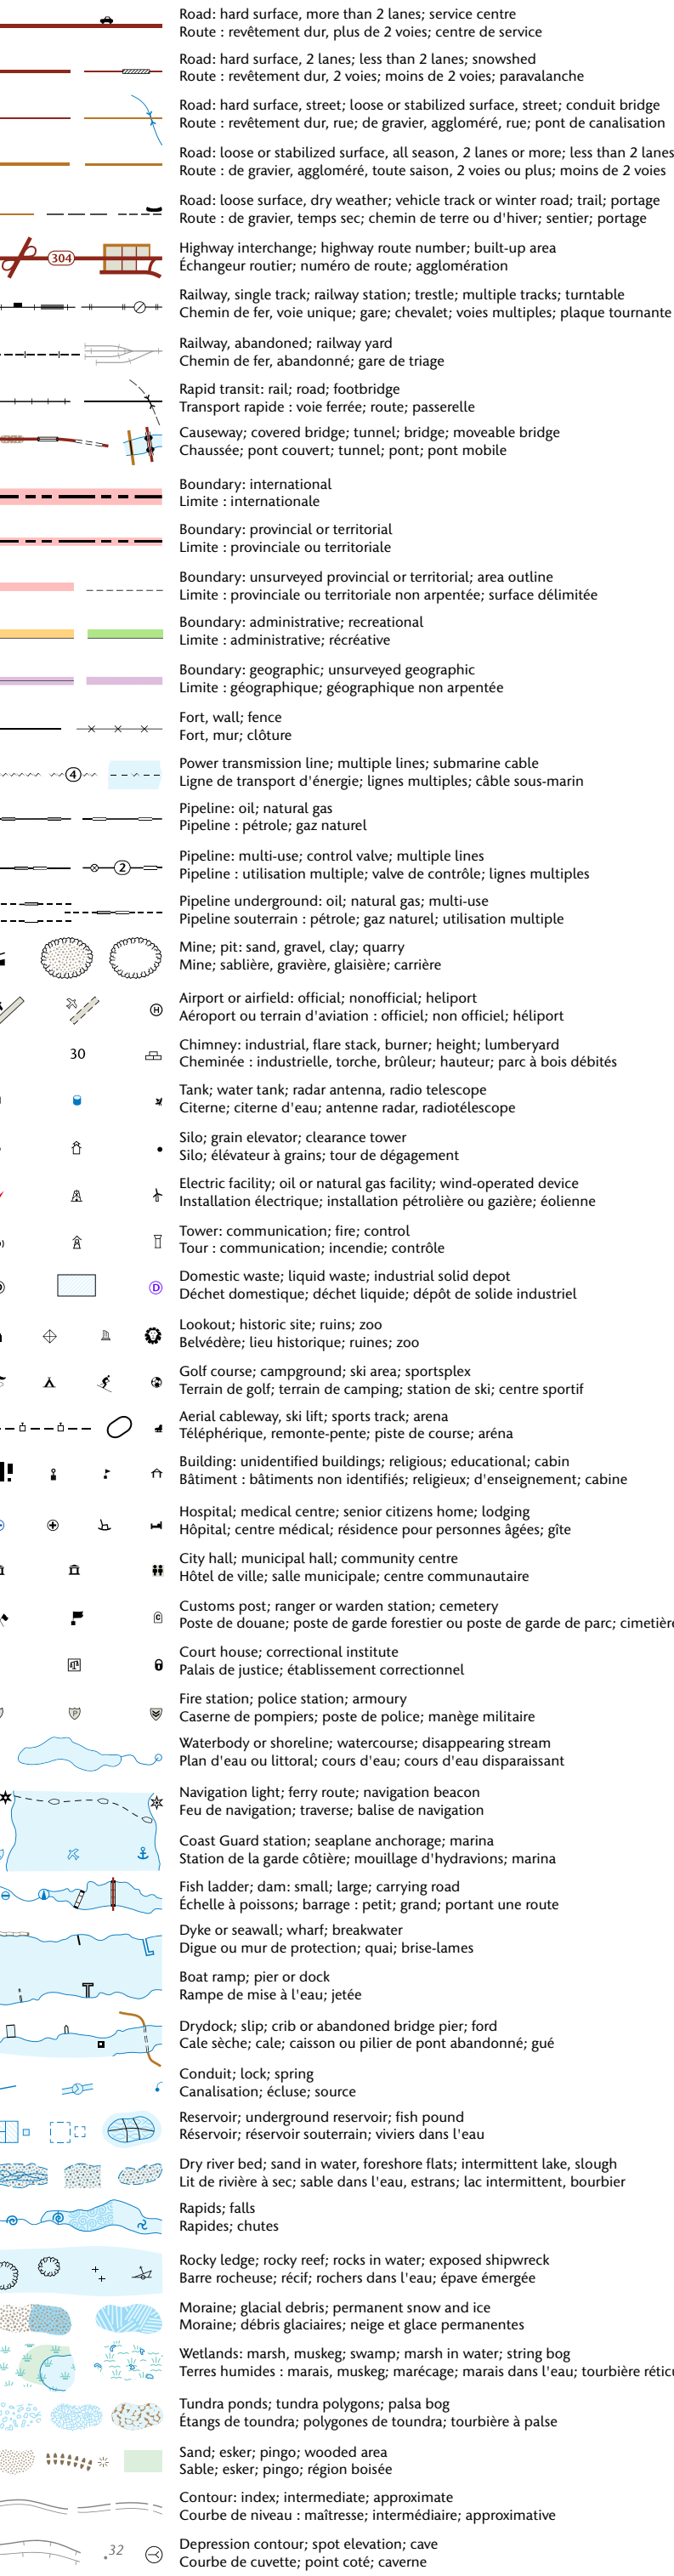 Road: hard surface, more than 2 lanes; service centre
Route : revêtement dur, plus de 2 voies; centre de service
Road: hard surface, 2 lanes; less than 2 lanes; snowshed
Route : revêtement dur, 2 voies; moins de 2 voies; paravalanche
Road: hard surface, street; loose or stabilized surface, street; conduit bridge
Route : revêtement dur, rue; de gravier, aggloméré, rue; pont de canalisation
Road: loose or stabilized surface, all season, 2 lanes or more; less than 2 lanes
Route : de gravier, aggloméré, toute saison, 2 voies ou plus; moins de 2 voies
Road: loose surface, dry weather; vehicle track or winter road; trail; portage
Route : de gravier, temps sec; chemin de terre ou d'hiver; sentier; portage
304
Highway interchange; highway route number; built-up area
Échangeur routier; numéro de route; agglomération
Railway, single track; railway station; trestle; multiple tracks; turntable
Chemin de fer, voie unique; gare; chevalet; voies multiples; plaque tournante
Railway, abandoned; railway yard
Chemin de fer, abandonné; gare de triage
Rapid transit: rail; road; footbridge
Transport rapide : voie ferrée; route; passerelle
Causeway; covered bridge; tunnel; bridge; moveable bridge
Chaussée; pont couvert; tunnel; pont; pont mobile
Boundary: international
Limite : internationale
Boundary: provincial or territorial
Limite : provinciale ou territoriale
Boundary: unsurveyed provincial or territorial; area outline
Limite : provinciale ou territoriale non arpentée; surface délimitée
Boundary: administrative; recreational
Limite : administrative; récréative
Boundary: geographic; unsurveyed geographic
Limite : géographique; géographique non arpentée
Fort, wall; fence
Fort, mur; clôture
4
Power transmission line; multiple lines; submarine cable
Ligne de transport d'énergie; lignes multiples; câble sous-marin
Pipeline: oil; natural gas
Pipeline : pétrole; gaz naturel
2
Pipeline: multi-use; control valve; multiple lines
Pipeline : utilisation multiple; valve de contrôle; lignes multiples
Pipeline underground: oil; natural gas; multi-use
Pipeline souterrain : pétrole; gaz naturel; utilisation multiple
Mine; pit: sand, gravel, clay; quarry
Mine; sablière, gravière, glaisière; carrière
H
Airport or airfield: official; nonofficial; heliport
Aéroport ou terrain d'aviation : officiel; non officiel; héliport
30
Chimney: industrial, flare stack, burner; height; lumberyard
Cheminée : industrielle, torche, brûleur; hauteur; parc à bois débités
Tank; water tank; radar antenna, radio telescope
Citerne; citerne d'eau; antenne radar, radiotélescope
Silo; grain elevator; clearance tower
Silo; élévateur à grains; tour de dégagement
Electric facility; oil or natural gas facility; wind-operated device
Installation électrique; installation pétrolière ou gazière; éolienne
Tower: communication; fire; control
Tour : communication; incendie; contrôle
D
Domestic waste; liquid waste; industrial solid depot
Déchet domestique; déchet liquide; dépôt de solide industriel
Lookout; historic site; ruins; zoo
Belvédère; lieu historique; ruines; zoo
Golf course; campground; ski area; sportsplex
Terrain de golf; terrain de camping; station de ski; centre sportif
Aerial cableway, ski lift; sports track; arena
Téléphérique, remonte-pente; piste de course; aréna
Building: unidentified buildings; religious; educational; cabin
Bâtiment : bâtiments non identifiés; religieux; d'enseignement; cabine
Hospital; medical centre; senior citizens home; lodging
Hôpital; centre médical; résidence pour personnes âgées; gîte
City hall; municipal hall; community centre
Hôtel de ville; salle municipale; centre communautaire
C
Customs post; ranger or warden station; cemetery
Poste de douane; poste de garde forestier ou poste de garde de parc; cimetière
Court house; correctional institute
Palais de justice; établissement correctionnel
P
Fire station; police station; armoury
Caserne de pompiers; poste de police; manège militaire
Waterbody or shoreline; watercourse; disappearing stream
Plan d'eau ou littoral; cours d'eau; cours d'eau disparaissant
Navigation light; ferry route; navigation beacon
Feu de navigation; traverse; balise de navigation
Coast Guard station; seaplane anchorage; marina
Station de la garde côtière; mouillage d'hydravions; marina
Fish ladder; dam: small; large; carrying road
Échelle à poissons; barrage : petit; grand; portant une route
Dyke or seawall; wharf; breakwater
Digue ou mur de protection; quai; brise-lames
Boat ramp; pier or dock
Rampe de mise à l'eau; jetée
Drydock; slip; crib or abandoned bridge pier; ford
Cale sèche; cale; caisson ou pilier de pont abandonné; gué
Conduit; lock; spring
Canalisation; écluse; source
Reservoir; underground reservoir; fish pound
Réservoir; réservoir souterrain; viviers dans l'eau
Dry river bed; sand in water, foreshore flats; intermittent lake, slough
Lit de rivière à sec; sable dans l'eau, estrans; lac intermittent, bourbier
Rapids; falls
Rapides; chutes
Rocky ledge; rocky reef; rocks in water; exposed shipwreck
Barre rocheuse; récif; rochers dans l'eau; épave émergée
Moraine; glacial debris; permanent snow and ice
Moraine; débris glaciaires; neige et glace permanentes
Wetlands: marsh, muskeg; swamp; marsh in water; string bog
Terres humides : marais, muskeg; marécage; marais dans l'eau; tourbière réticu
Tundra ponds; tundra polygons; palsa bog
Étangs de toundra; polygones de toundra; tourbière à palse
Sand; esker; pingo; wooded area
Sable; esker; pingo; région boisée
Contour: index; intermediate; approximate
Courbe de niveau : maîtresse; intermédiaire; approximative
.32
Depression contour; spot elevation; cave
Courbe de cuvette; point coté; caverne